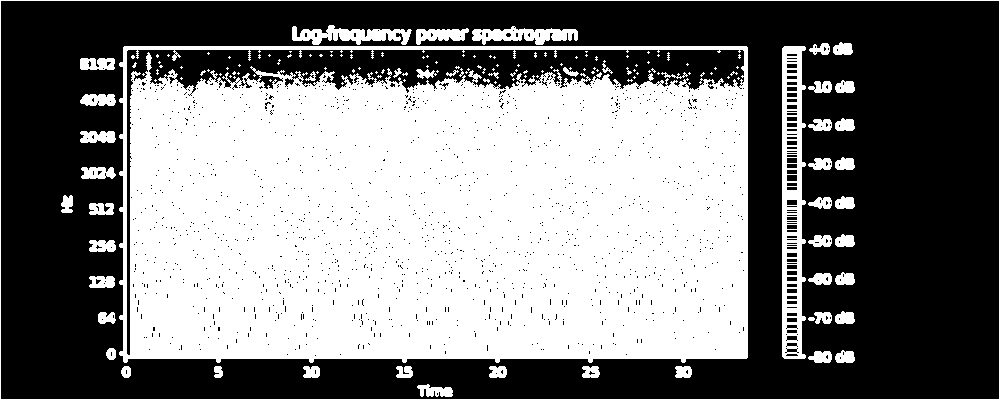 Log-frequency power spectrogram
8192
4096
2048
1024
512
256
128
64
0
Hz
0 5 10 15 20 25 30
Time
+0 dB
-10 dB
-20 dB
-30 dB
-40 dB
-50 dB
-60 dB
-70 dB
-80 dB